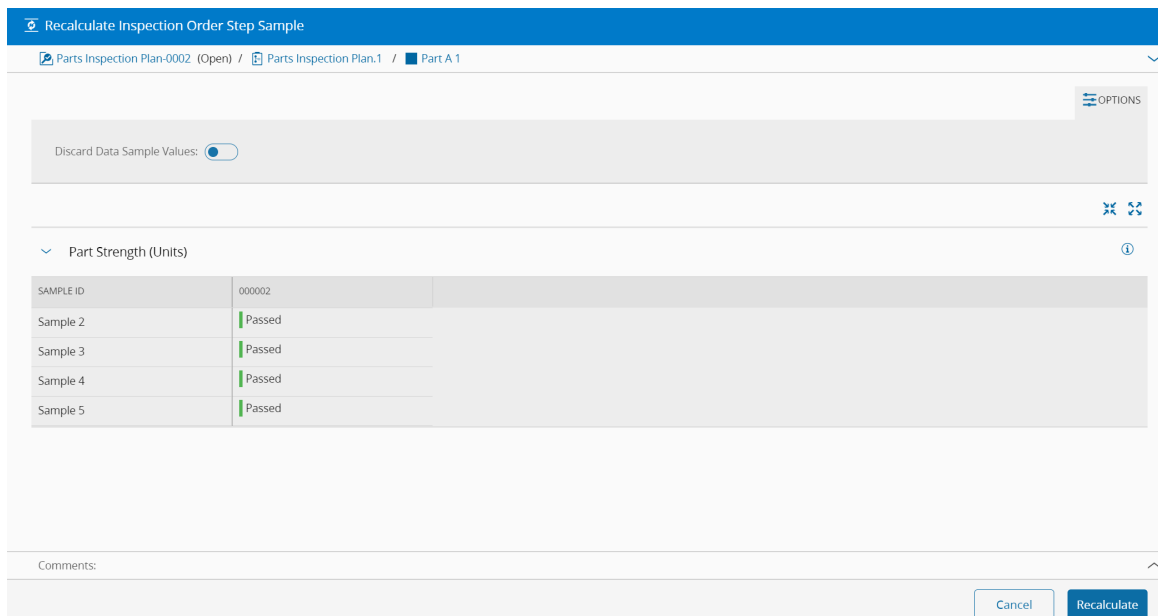 Recalculate Inspection Order Step Sample
Parts Inspection Plan-0002 (Open) / Parts Inspection Plan.1 / Part A 1
OPTIONS
Discard Data Sample Values:
Part Strength (Units)
SAMPLE ID 000002
Sample 2 Passed
Sample 3 Passed
Sample 4 Passed
Sample 5 Passed
Comments:
Cancel Recalculate